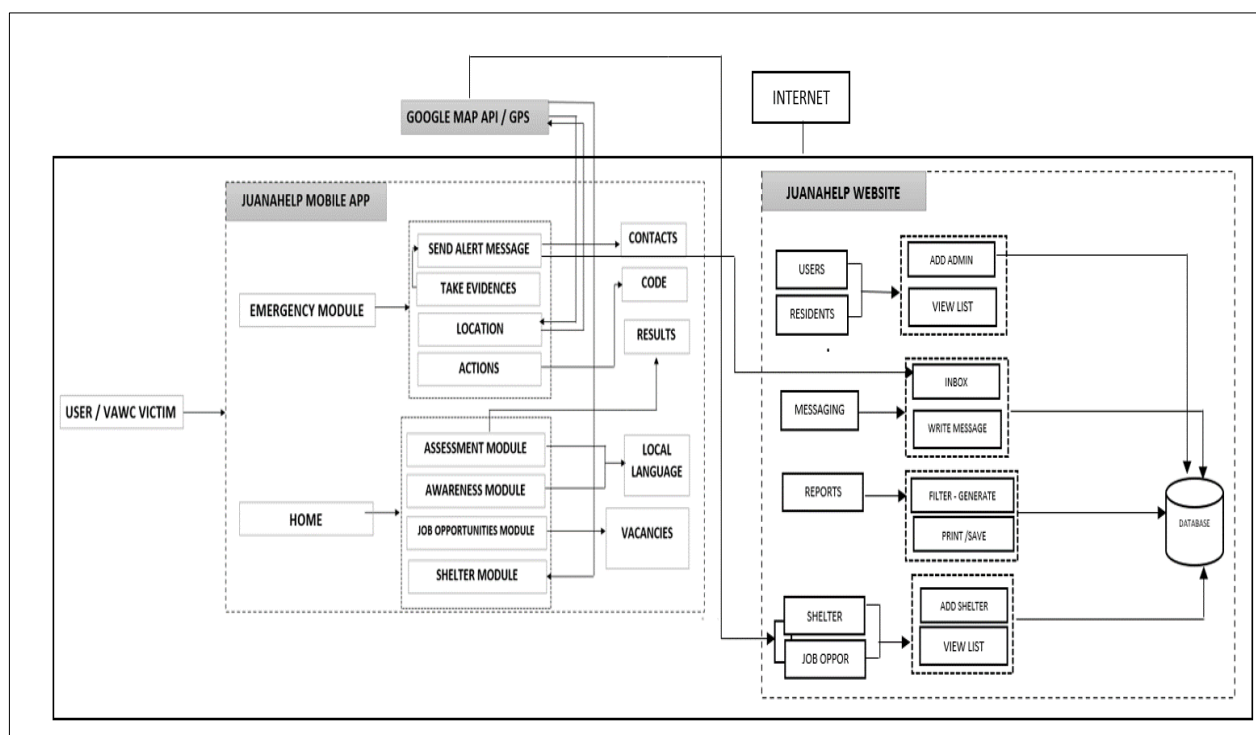 INTERNET
GOOGLE MAP API / GPS
JUANAHELP MOBILE APP
JUANAHELP WEBSITE
USER / VAWC VICTIM
EMERGENCY MODULE
SEND ALERT MESSAGE
TAKE EVIDENCES
LOCATION
ACTIONS
CONTACTS
CODE
RESULTS
HOME
ASSESSMENT MODULE
AWARENESS MODULE
JOB OPPORTUNITIES MODULE
SHELTER MODULE
LOCAL
LANGUAGE
VACANCIES
USERS
RESIDENTS
ADD ADMIN
VIEW LIST
MESSAGING
INBOX
WRITE MESSAGE
REPORTS
FILTER - GENERATE
PRINT /SAVE
SHELTER
JOB OPPOR
ADD SHELTER
VIEW LIST
DATABASE